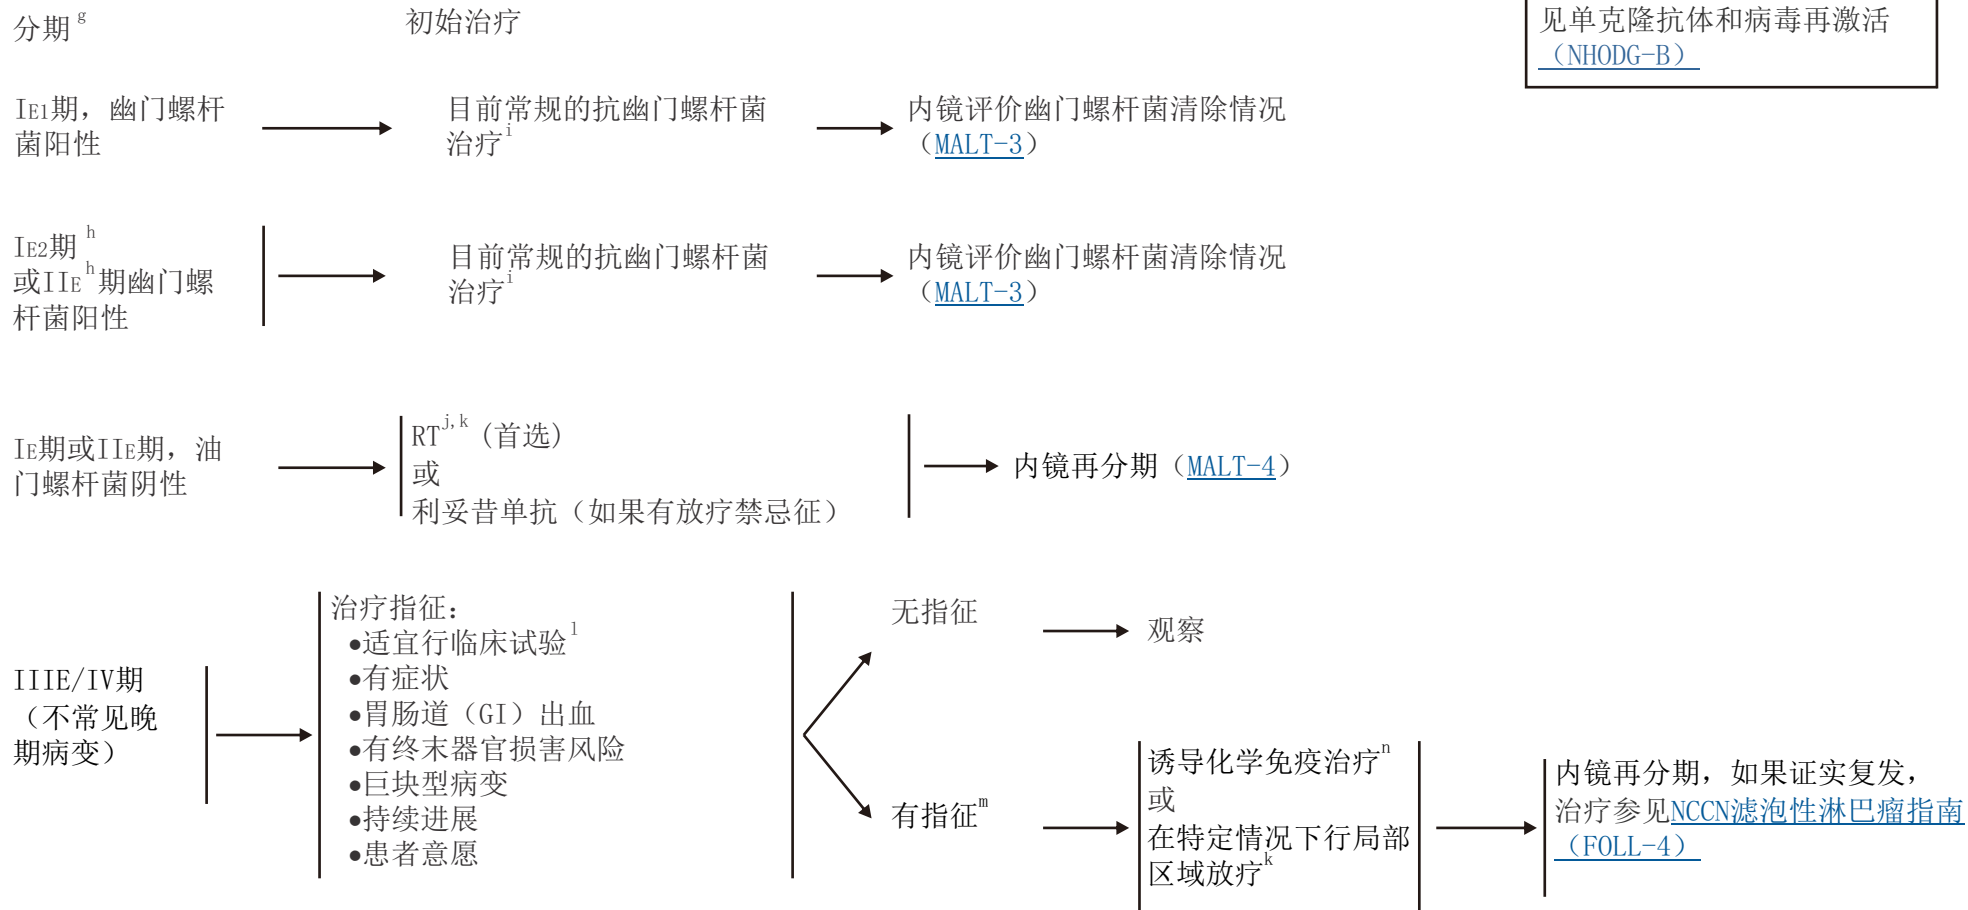 分期g
初始治疗
见单克隆抗体和病毒再激活
（NHODG-B）
IE1期，幽门螺杆
菌阳性
目前常规的抗幽门螺杆菌
治疗i
内镜评价幽门螺杆菌清除情况
（MALT-3）
IE2期h
或IIEh期幽门螺
杆菌阳性
目前常规的抗幽门螺杆菌
治疗i
内镜评价幽门螺杆菌清除情况
（MALT-3）
IE期或IIE期，油
门螺杆菌阴性
RTj,k (首选)
或
利妥昔单抗（如果有放疗禁忌征）
内镜再分期（MALT-4）
IIIE/IV期
（不常见晚
期病变）
治疗指征：
●适宜行临床试验l
●有症状
●胃肠道（GI）出血
●有终末器官损害风险
●巨块型病变
●持续进展
●患者意愿
无指征
观察
有指征m
诱导化学免疫治疗n
或
在特定情况下行局部
区域放疗k
内镜再分期，如果证实复发，
治疗参见NCCN滤泡性淋巴瘤指南
（FOLL-4）